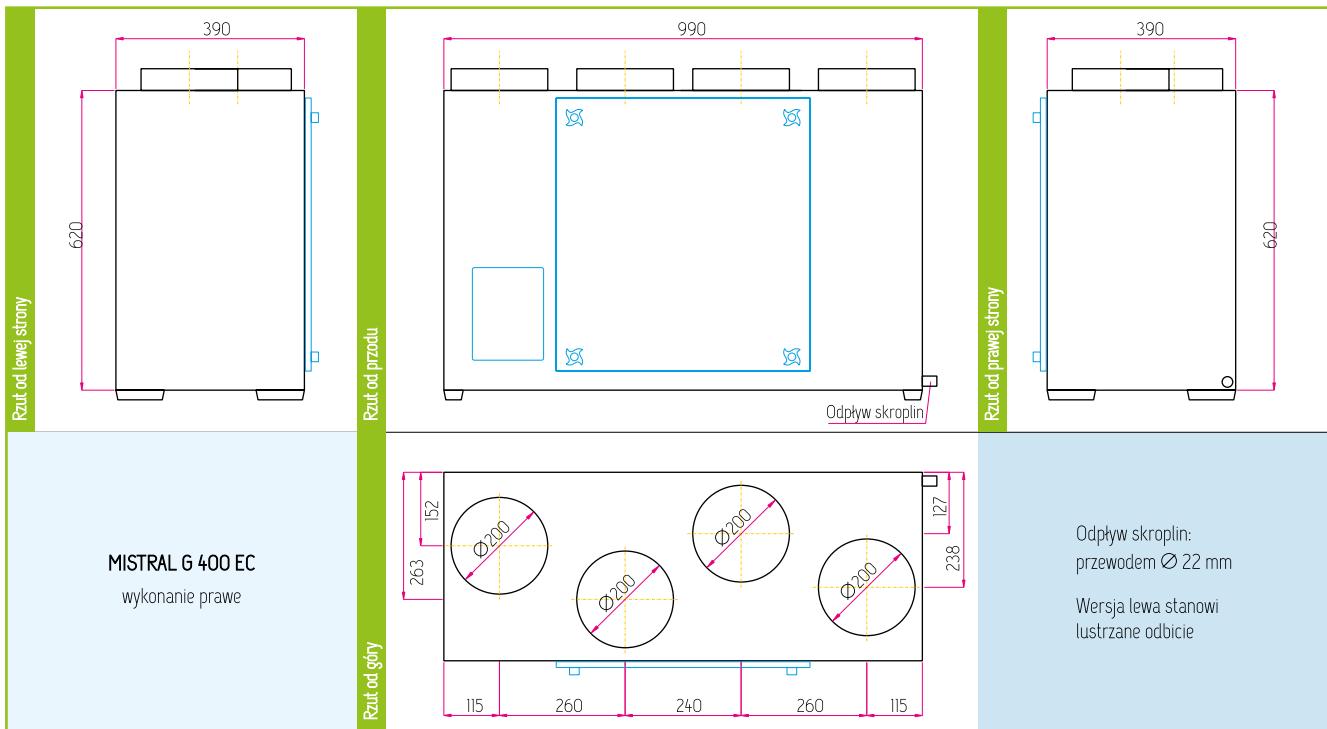 Rzut od lewej strony
390
620
Rzut od przodu
990
Odpływ skroplin
Rzut od prawej strony
390
620
MISTRAL G 400 EC
wykonanie prawe
Rzut od góry
152
263
Ø200
Ø200
Ø200
Ø200
127
238
115
260
240
260
115
Odpływ skroplin:
przewodem Ø 22 mm
Wersja lewa stanowi
lustrzane odbicie